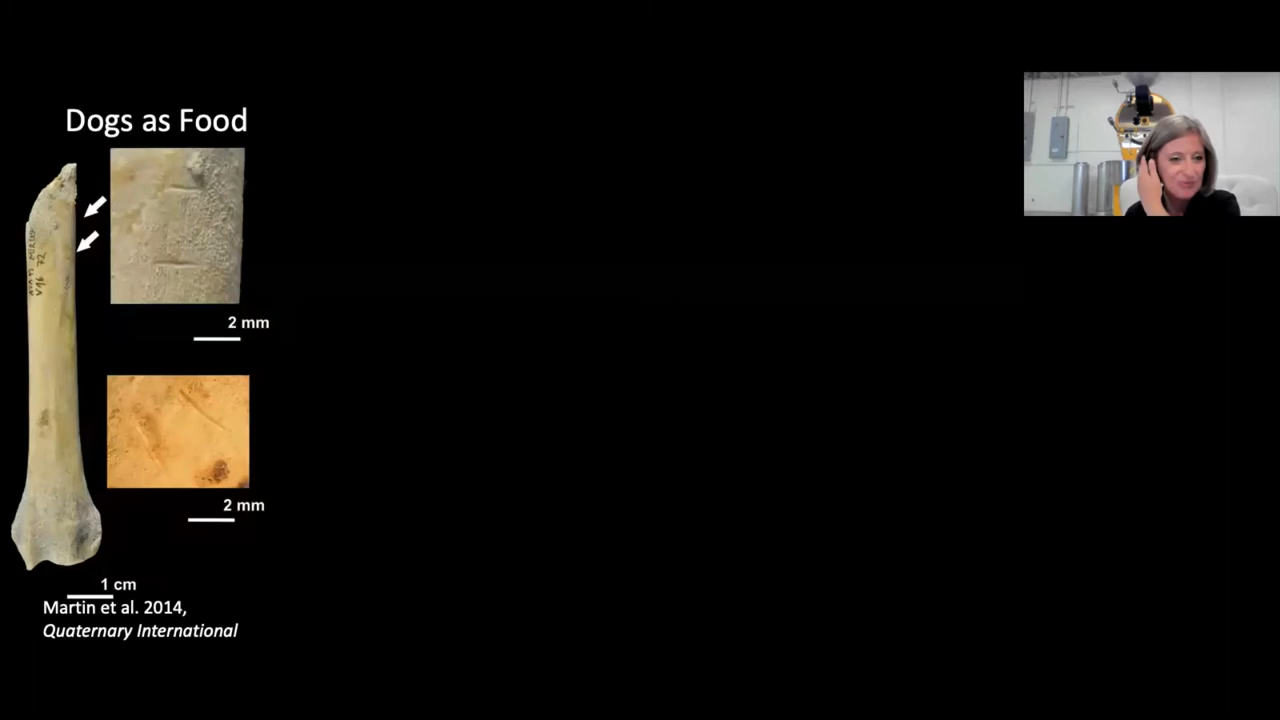 Dogs as Food
2 mm
2 mm
1 cm
Martin et al. 2014,
Quaternary International